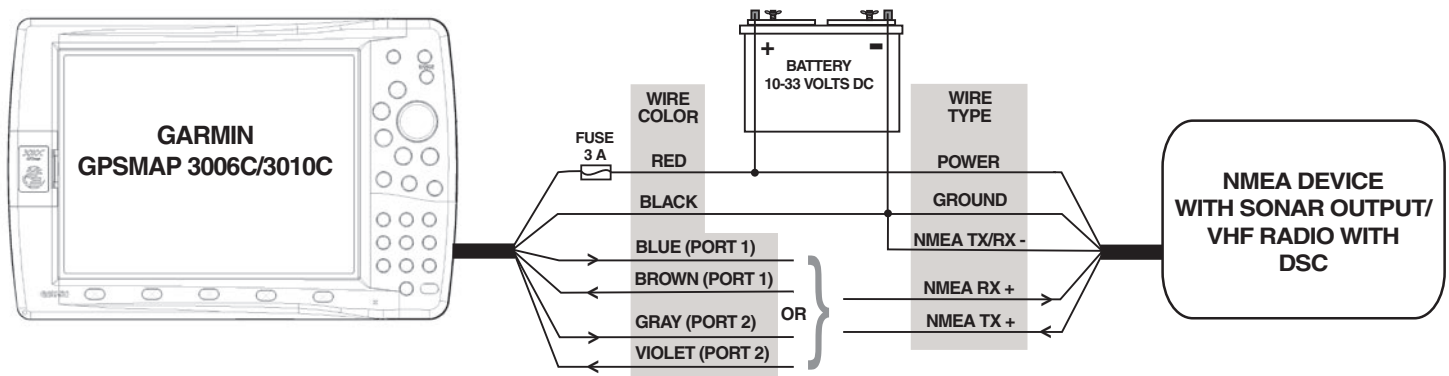 GARMIN
GPSMAP 3006C/3010C
FUSE
3 A
WIRE
COLOR
RED
BLACK
BLUE (PORT 1)
BROWN (PORT 1)
GRAY (PORT 2)
VIOLET (PORT 2)
OR
+
-
BATTERY
10-33 VOLTS DC
WIRE
TYPE
POWER
GROUND
NMEA TX/RX -
NMEA RX +
NMEA TX +
NMEA DEVICE
WITH SONAR OUTPUT/
VHF RADIO WITH
DSC